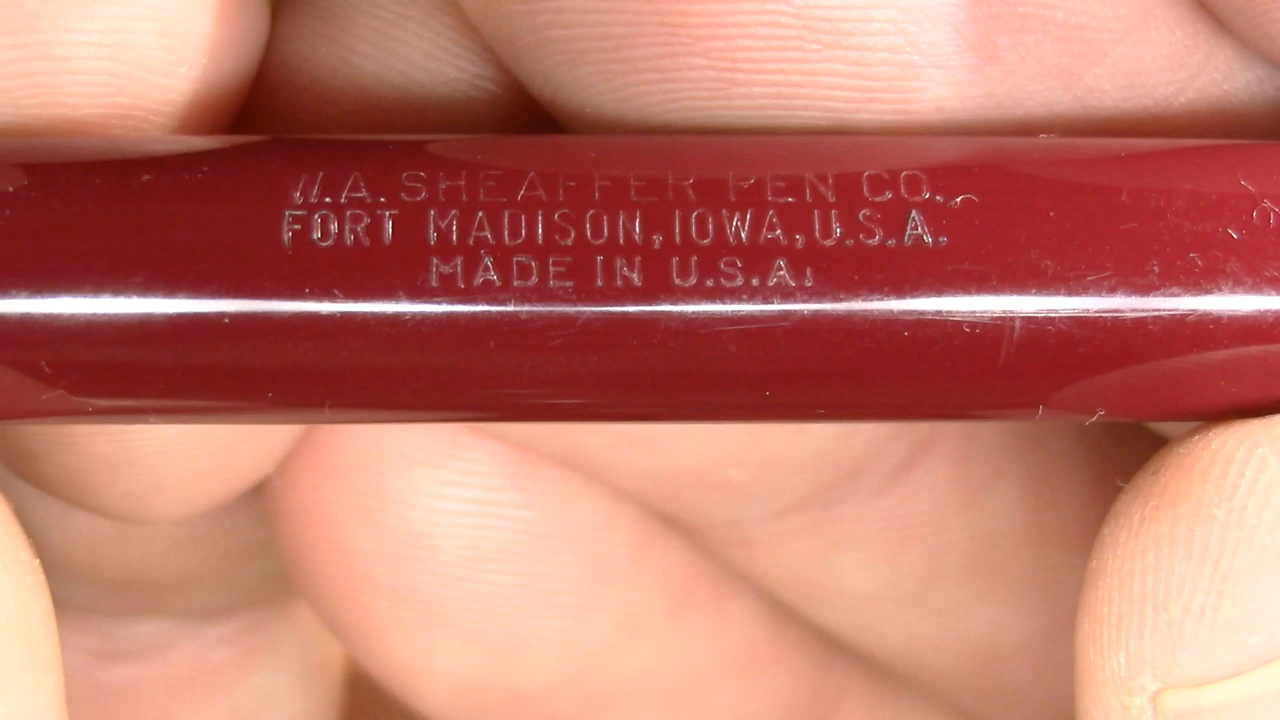 W.A. SHEAFFER PEN CO.
FORT MADISON, IOWA, U.S.A.
MADE IN U.S.A.